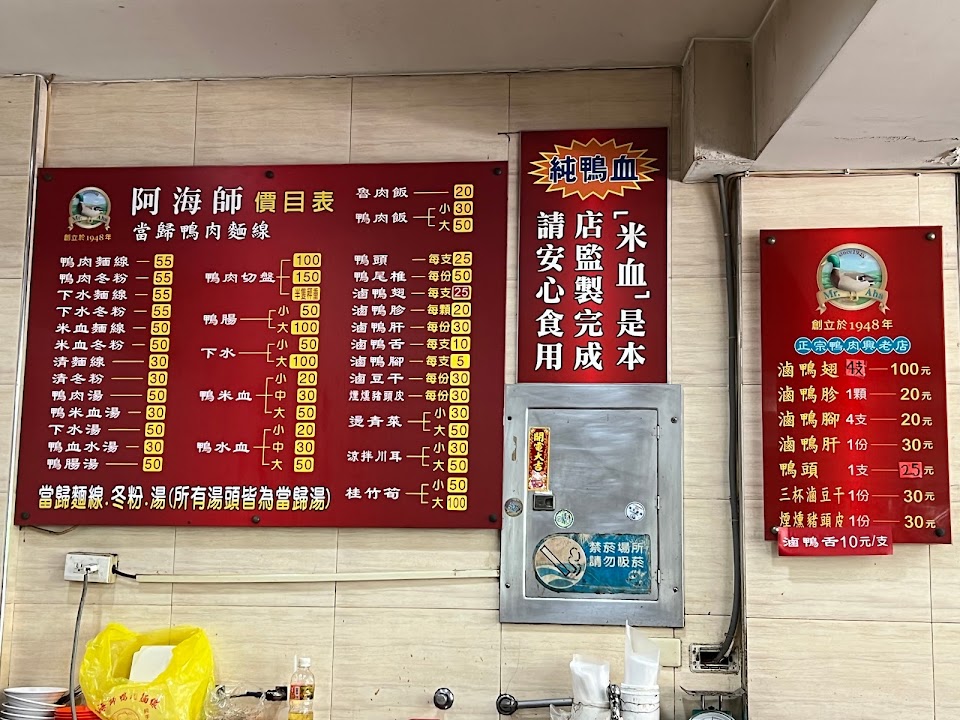 創立於1948年
阿海師 價目表
當歸鴨肉麵線
鴨肉麵線 55
鴨肉冬粉 55
下水麵線 55
下水冬粉 55
米血麵線 50
米血冬粉 50
清麵線 30
清冬粉 30
鴨肉湯 50
鴨米血湯 30
下水湯 50
鴨血水湯 30
鴨腸湯 50
鴨肉切盤 100
150
半隻秤重
鴨腸 小 50
大 100
下水 小 50
大 100
鴨米血 小 20
中 30
大 50
鴨水血 小 20
中 30
大 50
魯肉飯 20
鴨肉飯 小 30
大 50
鴨頭 每支 25
鴨尾椎 每份 50
滷鴨翅 每支 25
滷鴨胗 每顆 20
滷鴨肝 每份 30
滷鴨舌 每支 10
滷鴨腳 每支 5
滷豆干 每份 30
煙燻豬頭皮 每份 30
燙青菜 小 30
大 50
涼拌川耳 小 30
大 50
桂竹筍 小 50
大 100
當歸麵線.冬粉.湯(所有湯頭皆為當歸湯)
純鴨血
「米血」是本
店監製完成
請安心食用
開當大吉
禁菸場所
請勿吸菸
since 1948
Mr. Aha
創立於1948年
正宗鴨肉興老店
滷鴨翅 4支 100元
滷鴨胗 1顆 20元
滷鴨腳 4支 20元
滷鴨肝 1份 30元
鴨頭 1支 25元
三杯滷豆干 1份 30元
煙燻豬頭皮 1份 30元
滷鴨舌10元/支